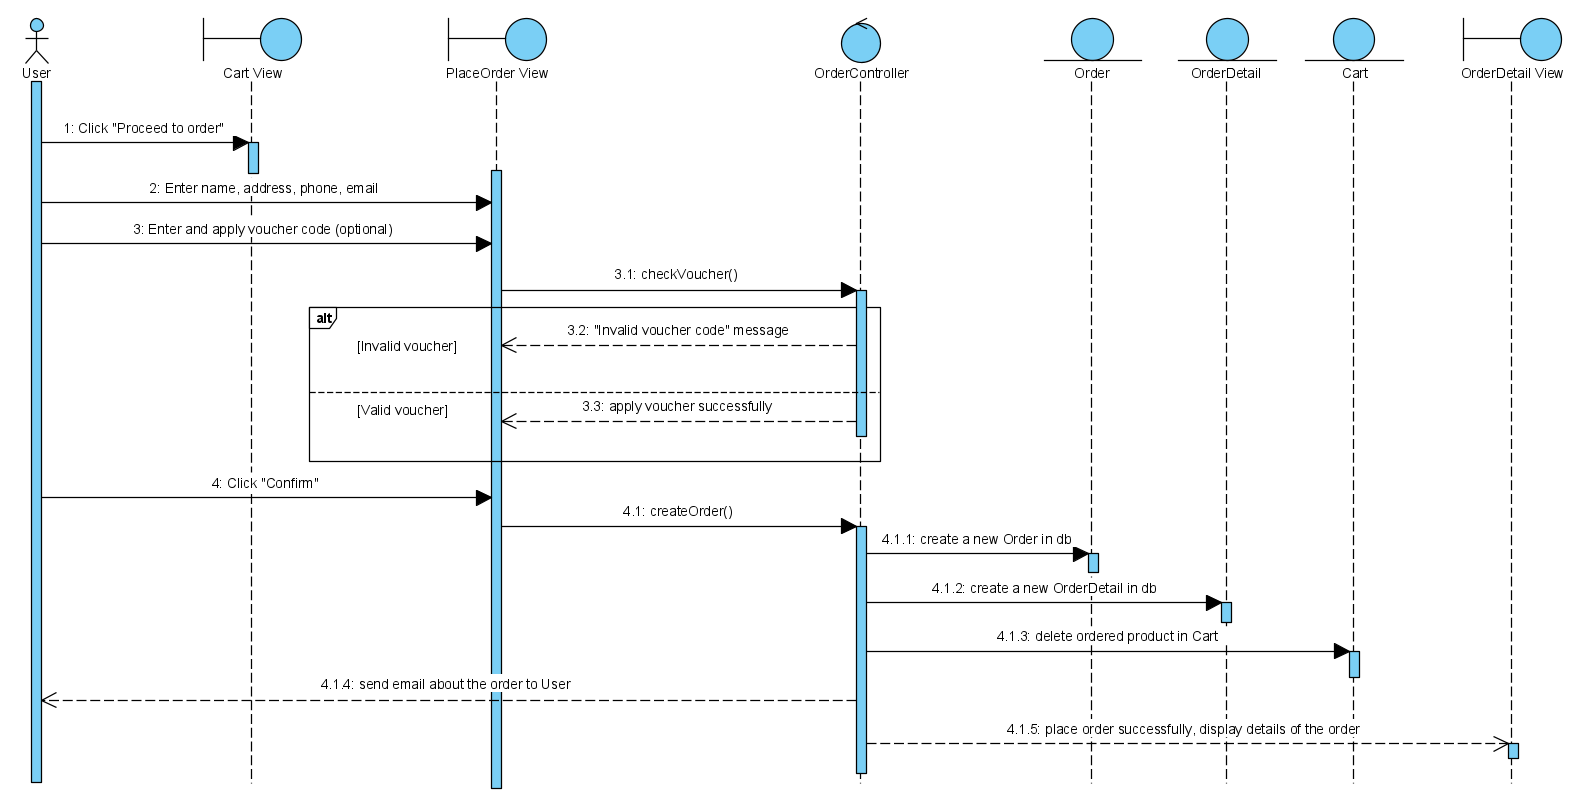 User
Cart View
PlaceOrder View
OrderController
Order
OrderDetail
Cart
OrderDetail View
1: Click "Proceed to order"
2: Enter name, address, phone, email
3: Enter and apply voucher code (optional)
3.1: checkVoucher()
alt
3.2: "Invalid voucher code" message
[Invalid voucher]
3.3: apply voucher successfully
[Valid voucher]
4: Click "Confirm"
4.1: createOrder()
4.1.1: create a new Order in db
4.1.2: create a new OrderDetail in db
4.1.3: delete ordered product in Cart
4.1.4: send email about the order to User
4.1.5: place order successfully, display details of the order